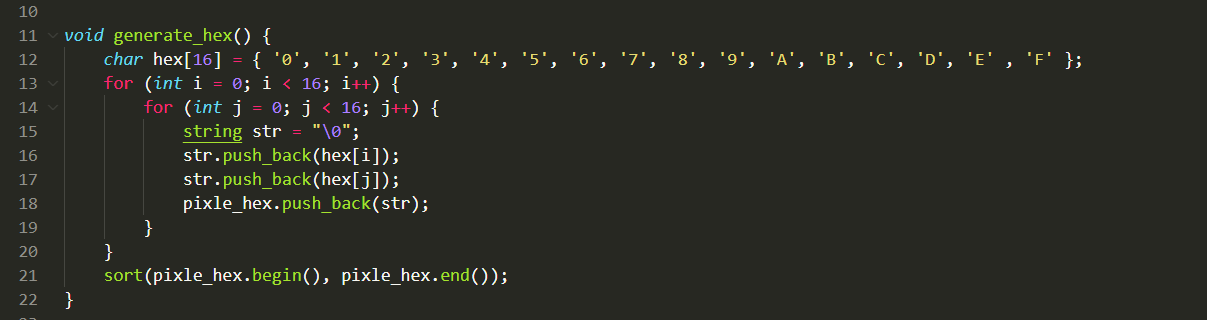 10
11 void generate_hex() {
12     char hex[16] = { '0', '1', '2', '3', '4', '5', '6', '7', '8', '9', 'A', 'B', 'C', 'D', 'E' , 'F' };
13     for (int i = 0; i < 16; i++) {
14         for (int j = 0; j < 16; j++) {
15             string str = "\0";
16             str.push_back(hex[i]);
17             str.push_back(hex[j]);
18             pixle_hex.push_back(str);
19         }
20     }
21     sort(pixle_hex.begin(), pixle_hex.end());
22 }